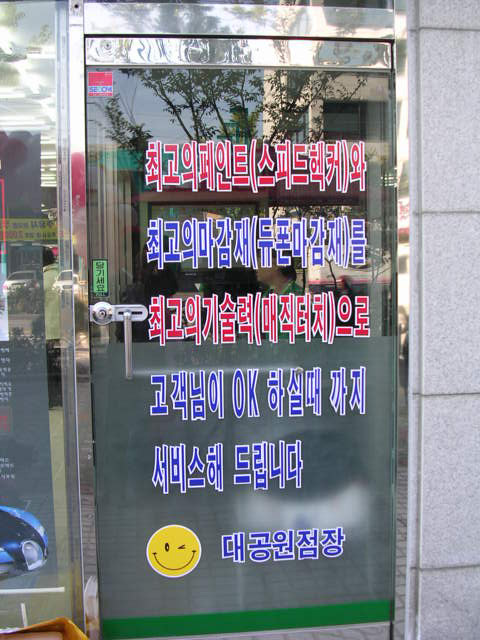 최고의페인트(스피드헥커)와
최고의마감재(듀폰마감재)를
최고의기술력(매직터치)으로
고객님이 OK 하실때 까지
서비스해 드립니다
대공원점장